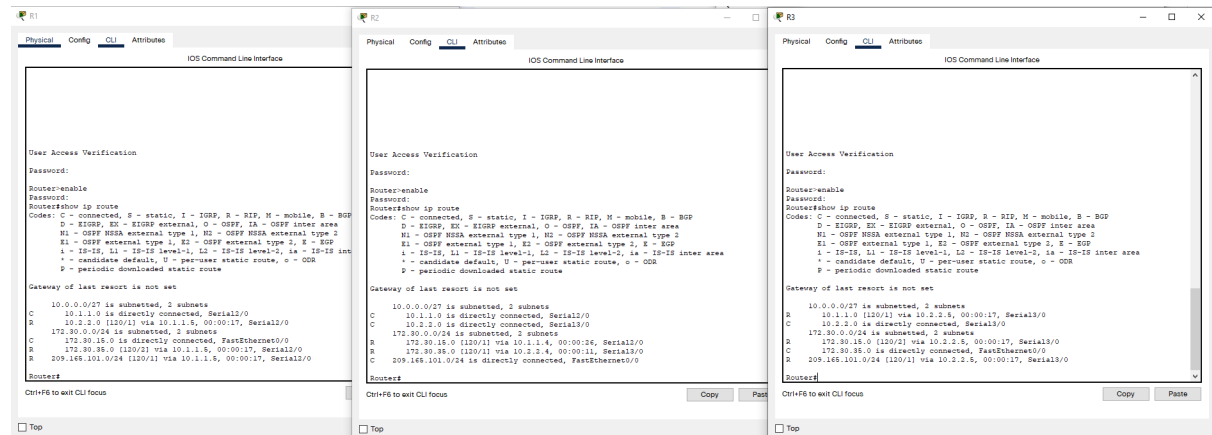 R1
Physical Config CLI Attributes
IOS Command Line Interface
User Access Verification
Password:
Router>enable
Password:
Router#show ip route
Codes: C - connected, S - static, I - IGRP, R - RIP, M - mobile, B - BGP
D - EIGRP, EX - EIGRP external, O - OSPF, IA - OSPF inter area
N1 - OSPF NSSA external type 1, N2 - OSPF NSSA external type 2
E1 - OSPF external type 1, E2 - OSPF external type 2, E - EGP
i - IS-IS, L1 - IS-IS level-1, L2 - IS-IS level-2, ia - IS-IS int
* - candidate default, U - per-user static route, o - ODR
P - periodic downloaded static route
Gateway of last resort is not set
10.0.0.0/27 is subnetted, 2 subnets
C 10.1.1.0 is directly connected, Serial2/0
R 10.2.2.0 [120/1] via 10.1.1.5, 00:00:17, Serial2/0
172.30.0.0/24 is subnetted, 2 subnets
C 172.30.15.0 is directly connected, FastEthernet0/0
R 172.30.35.0 [120/2] via 10.1.1.5, 00:00:17, Serial2/0
R 209.165.101.0/24 [120/1] via 10.1.1.5, 00:00:17, Serial2/0
Router#
Ctrl+F6 to exit CLI focus
Top
R2
Physical Config CLI Attributes
IOS Command Line Interface
User Access Verification
Password:
Router>enable
Password:
Router#show ip route
Codes: C - connected, S - static, I - IGRP, R - RIP, M - mobile, B - BGP
D - EIGRP, EX - EIGRP external, O - OSPF, IA - OSPF inter area
N1 - OSPF NSSA external type 1, N2 - OSPF NSSA external type 2
E1 - OSPF external type 1, E2 - OSPF external type 2, E - EGP
i - IS-IS, L1 - IS-IS level-1, L2 - IS-IS level-2, ia - IS-IS inter area
* - candidate default, U - per-user static route, o - ODR
P - periodic downloaded static route
Gateway of last resort is not set
10.0.0.0/27 is subnetted, 2 subnets
C 10.1.1.0 is directly connected, Serial2/0
C 10.2.2.0 is directly connected, Serial3/0
172.30.0.0/24 is subnetted, 2 subnets
R 172.30.15.0 [120/1] via 10.1.1.4, 00:00:26, Serial2/0
R 172.30.35.0 [120/1] via 10.2.2.4, 00:00:11, Serial3/0
C 209.165.101.0/24 is directly connected, FastEthernet0/0
Router#
Ctrl+F6 to exit CLI focus
Copy Past
Top
R3
Physical Config CLI Attributes
IOS Command Line Interface
User Access Verification
Password:
Router>enable
Password:
Router#show ip route
Codes: C - connected, S - static, I - IGRP, R - RIP, M - mobile, B - BGP
D - EIGRP, EX - EIGRP external, O - OSPF, IA - OSPF inter area
N1 - OSPF NSSA external type 1, N2 - OSPF NSSA external type 2
E1 - OSPF external type 1, E2 - OSPF external type 2, E - EGP
i - IS-IS, L1 - IS-IS level-1, L2 - IS-IS level-2, ia - IS-IS inter area
* - candidate default, U - per-user static route, o - ODR
P - periodic downloaded static route
Gateway of last resort is not set
10.0.0.0/27 is subnetted, 2 subnets
R 10.1.1.0 [120/1] via 10.2.2.5, 00:00:17, Serial3/0
C 10.2.2.0 is directly connected, Serial3/0
172.30.0.0/24 is subnetted, 2 subnets
R 172.30.15.0 [120/2] via 10.2.2.5, 00:00:17, Serial3/0
C 172.30.35.0 is directly connected, FastEthernet0/0
R 209.165.101.0/24 [120/1] via 10.2.2.5, 00:00:17, Serial3/0
Router#
Ctrl+F6 to exit CLI focus
Copy Paste
Top